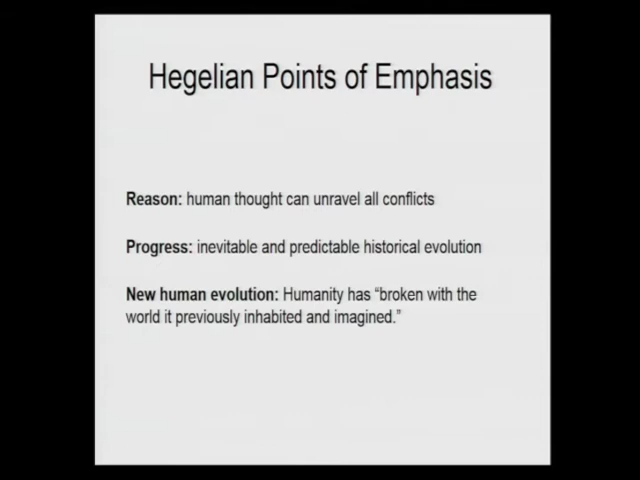 Hegelian Points of Emphasis
Reason: human thought can unravel all conflicts
Progress: inevitable and predictable historical evolution
New human evolution: Humanity has “broken with the
world it previously inhabited and imagined.”